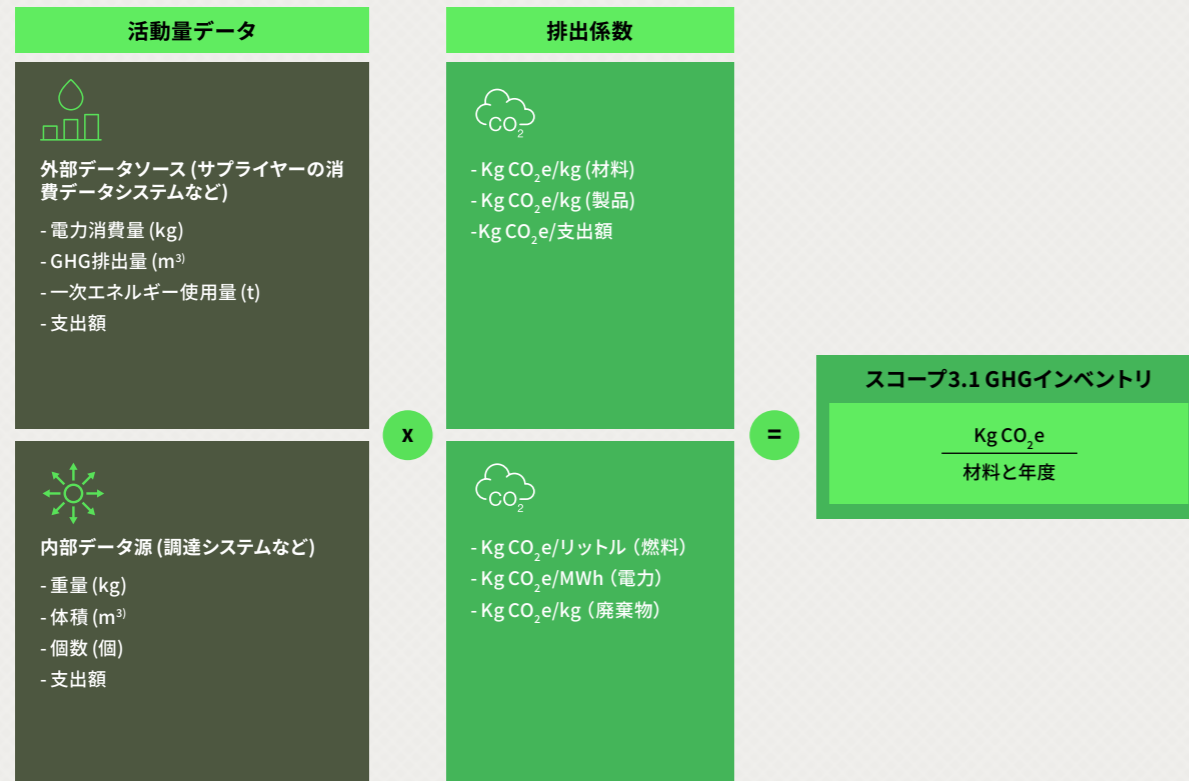 活動量データ
排出係数
外部データソース (サプライヤーの消
費データシステムなど)
- 電力消費量 (kg)
- GHG排出量 (m³⁾
- 一次エネルギー使用量 (t)
- 支出額
CO₂
- Kg CO₂e/kg (材料)
- Kg CO₂e/kg (製品)
-Kg CO₂e/支出額
内部データ源 (調達システムなど)
- 重量 (kg)
- 体積 (m³⁾
- 個数 (個)
- 支出額
x
CO₂
- Kg CO₂e/リットル（燃料）
- Kg CO₂e/MWh（電力）
- Kg CO₂e/kg（廃棄物）
=
スコープ3.1 GHGインベントリ
Kg CO₂e
材料と年度